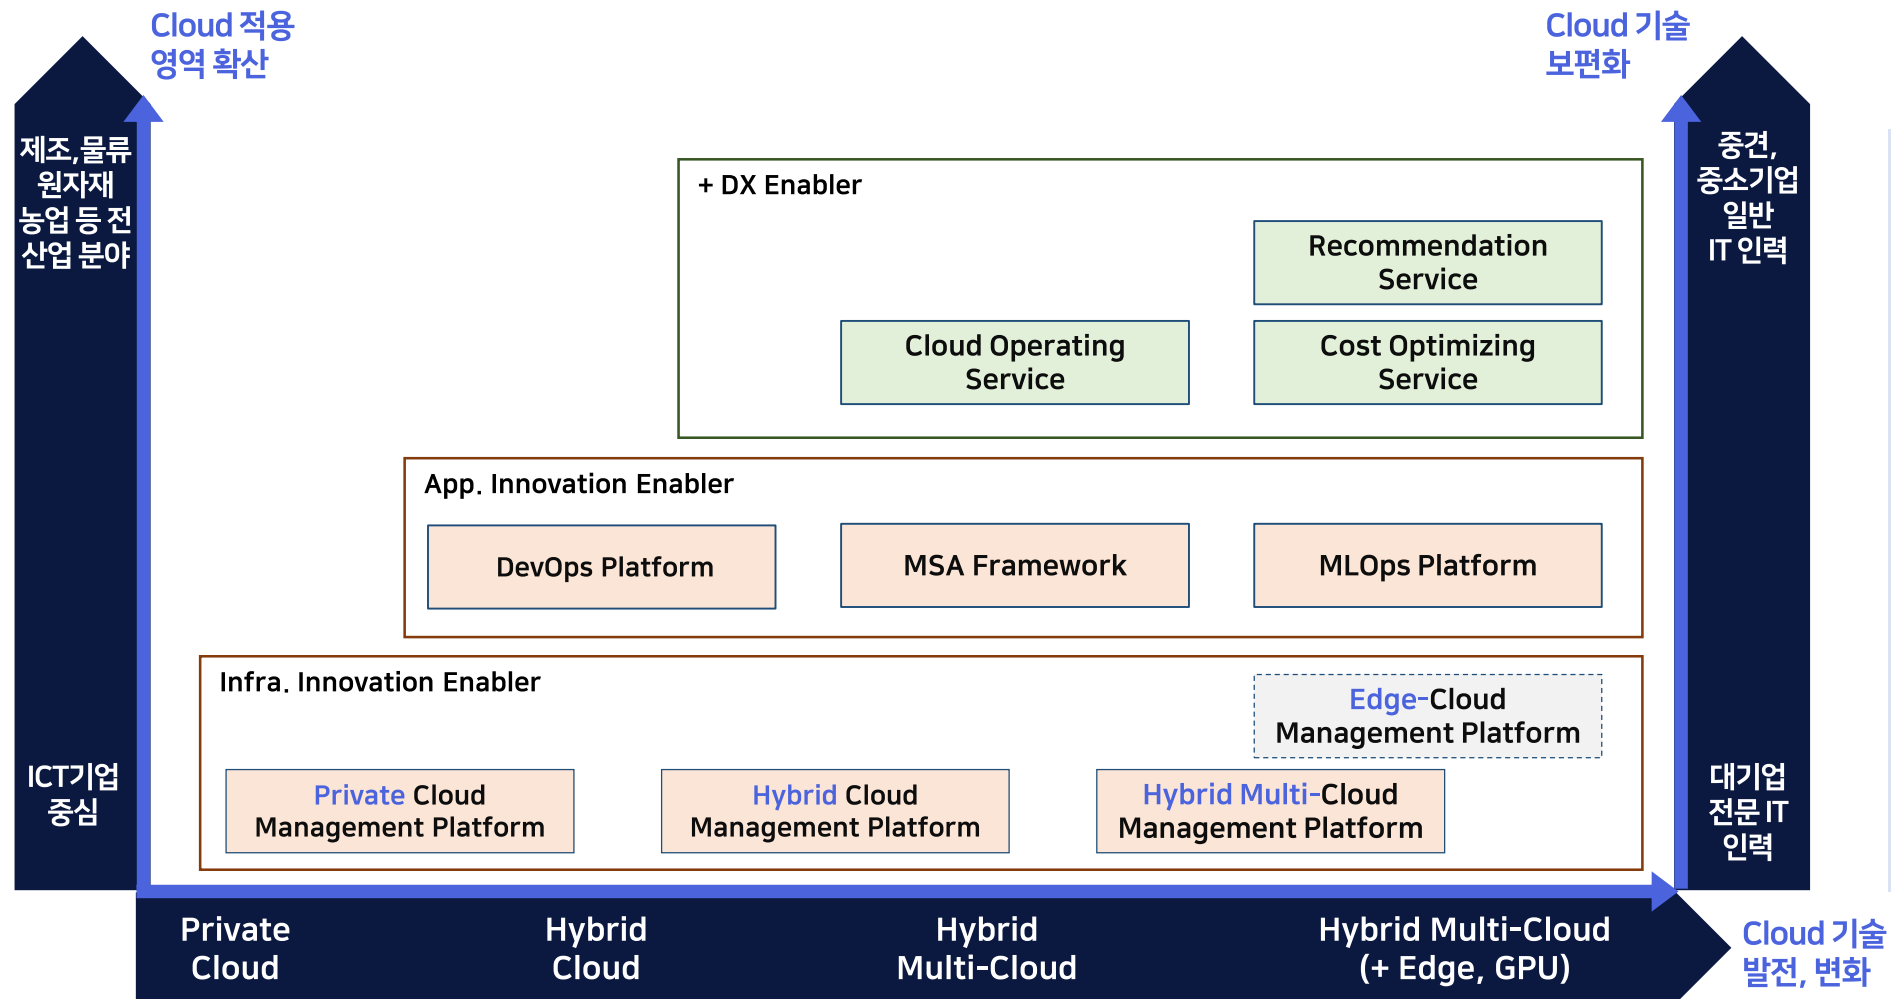 Cloud 적용
영역 확산
Cloud 기술
보편화
제조,물류
원자재
농업 등 전
산업 분야
ICT기업
중심
중견,
중소기업
일반
IT 인력
대기업
전문 IT
인력
+ DX Enabler
Recommendation
Service
Cloud Operating
Service
Cost Optimizing
Service
App. Innovation Enabler
DevOps Platform
MSA Framework
MLOps Platform
Infra. Innovation Enabler
Edge-Cloud
Management Platform
Private Cloud
Management Platform
Hybrid Cloud
Management Platform
Hybrid Multi-Cloud
Management Platform
Private
Cloud
Hybrid
Cloud
Hybrid
Multi-Cloud
Hybrid Multi-Cloud
(+ Edge, GPU)
Cloud 기술
발전, 변화